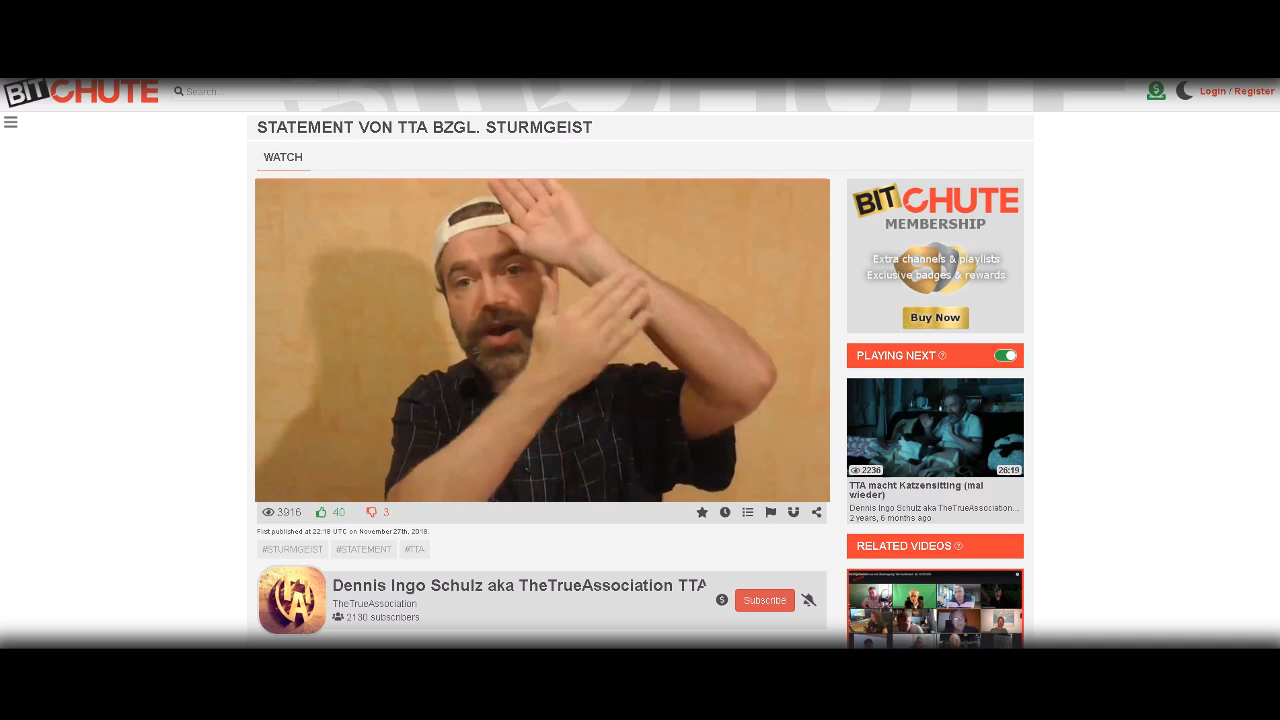 BITCHUTE
Search...
Login / Register
STATEMENT VON TTA BZGL. STURMGEIST
WATCH
BITCHUTE
MEMBERSHIP
Extra channels & playlists
Exclusive badges & rewards
Buy Now
PLAYING NEXT
2236
26:19
TTA macht Katzensitting (mal
wieder)
Dennis Ingo Schulz aka TheTrueAssociation...
2 years, 6 months ago
RELATED VIDEOS
3916
40
3
First published at 22:18 UTC on November 27th, 2018.
#STURMGEIST
#STATEMENT
#TTA
Dennis Ingo Schulz aka TheTrueAssociation TTA
TheTrueAssociation
2130 subscribers
Subscribe